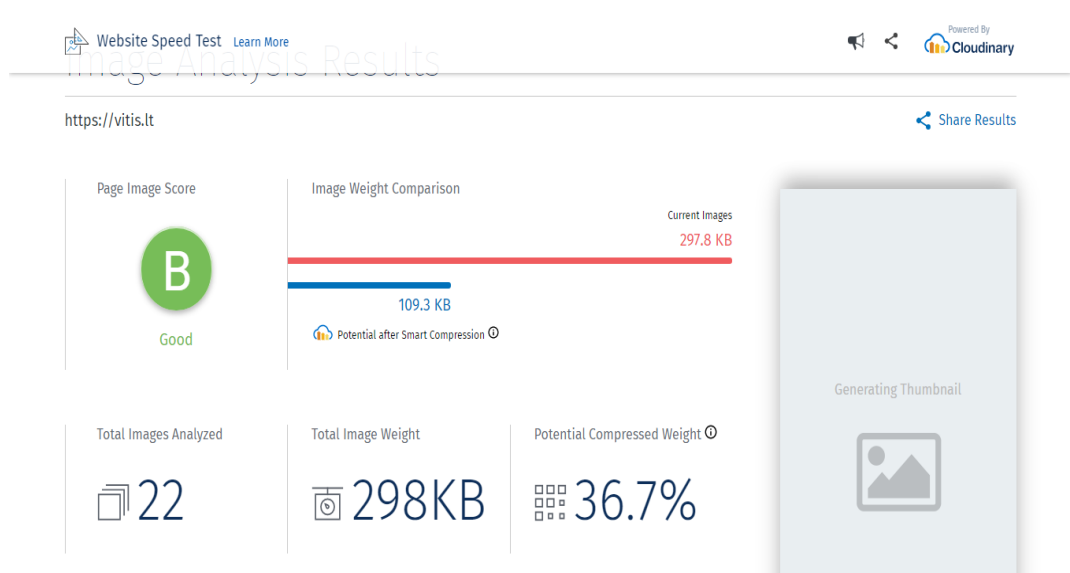 Website Speed Test Learn More
Powered By
Cloudinary
Image Analysis Results
https://vitis.lt
Share Results
Page Image Score
B
Good
Image Weight Comparison
Current Images
297.8 KB
109.3 KB
Potential after Smart Compression
Generating Thumbnail
Total Images Analyzed
22
Total Image Weight
298KB
Potential Compressed Weight
36.7%